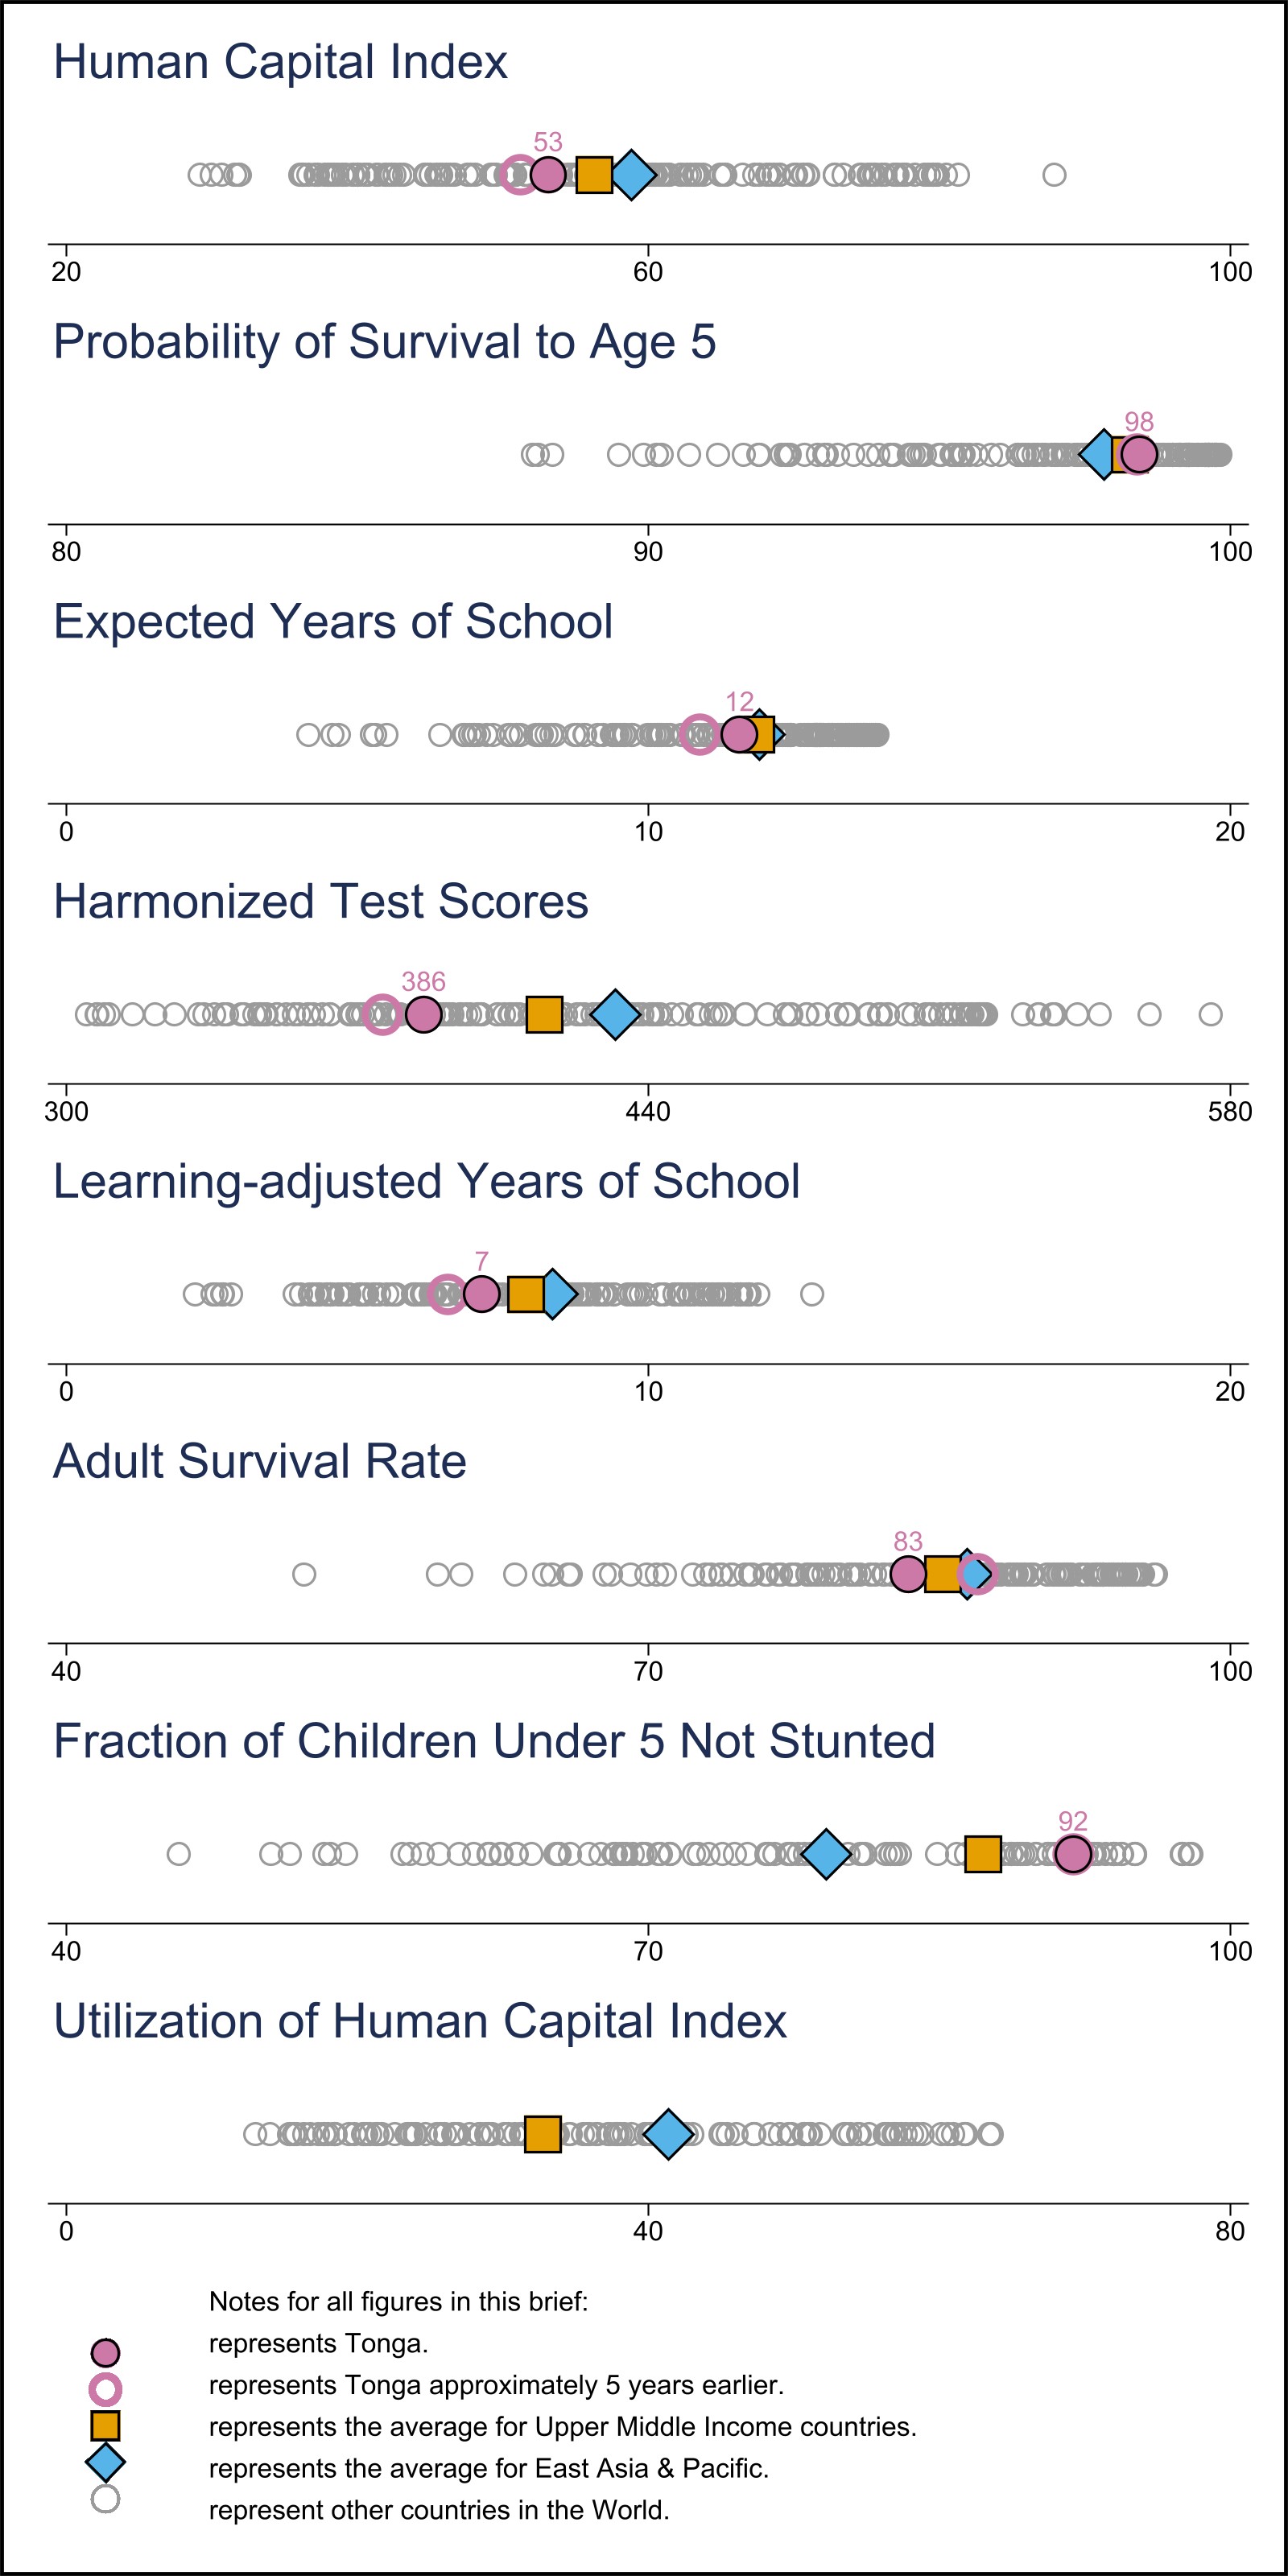 Human Capital Index
53
20 60 100
Probability of Survival to Age 5
98
80 90 100
Expected Years of School
12
0 10 20
Harmonized Test Scores
386
300 440 580
Learning-adjusted Years of School
7
0 10 20
Adult Survival Rate
83
40 70 100
Fraction of Children Under 5 Not Stunted
92
40 70 100
Utilization of Human Capital Index
0 40 80
Notes for all figures in this brief:
represents Tonga.
represents Tonga approximately 5 years earlier.
represents the average for Upper Middle Income countries.
represents the average for East Asia & Pacific.
represent other countries in the World.